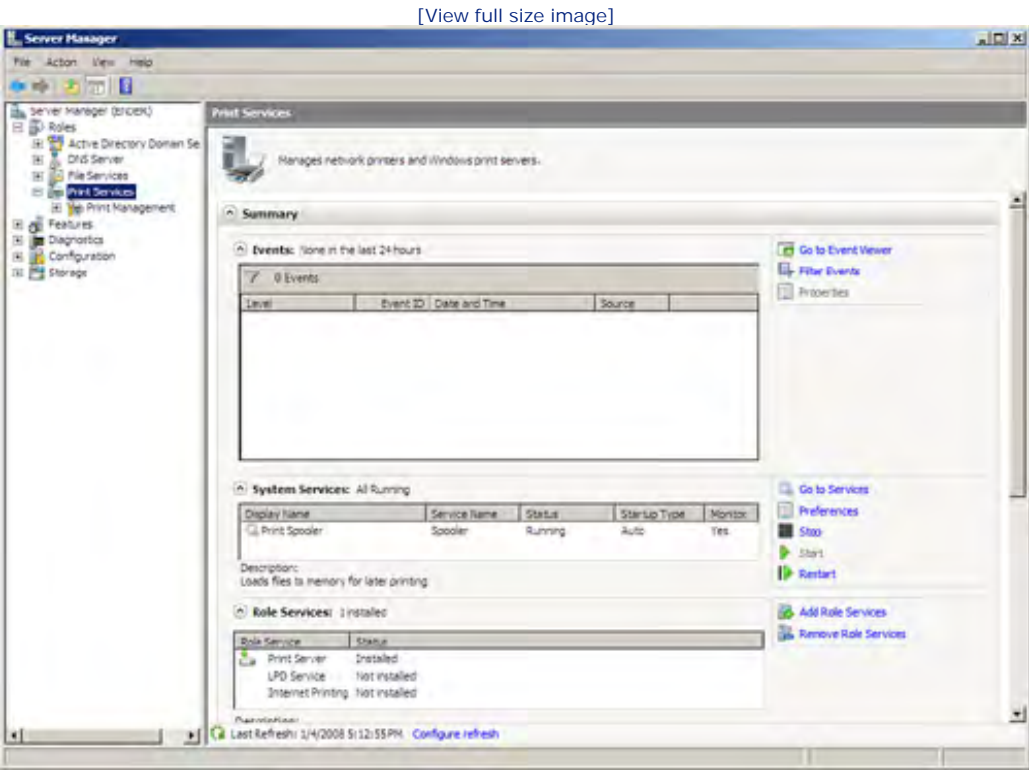 [View full size image]
Server Manager
File Action View Help
Server Manager
Roles
Active Directory Domain Se
DNS Server
File Services
Print Services
Print Management
Features
Diagnostics
Configuration
Storage
Print Services
Manages network printers and Windows print servers.
Summary
Events: None in the last 24 hours
0 Events
Level Event ID Date and Time Source
Go to Event Viewer
Filter Events
Properties
System Services: All Running
Display Name Service Name Status Startup Type Monitor
Print Spooler Spooler Running Auto Yes
Description:
Loads files to memory for later printing
Go to Services
Preferences
Stop
Start
Restart
Role Services: 1 installed
Role Service Status
Print Server Installed
LPD Service Not installed
Internet Printing Not installed
Description:
Add Role Services
Remove Role Services
Last Refresh: 1/4/2008 5:12:55 PM Configure refresh